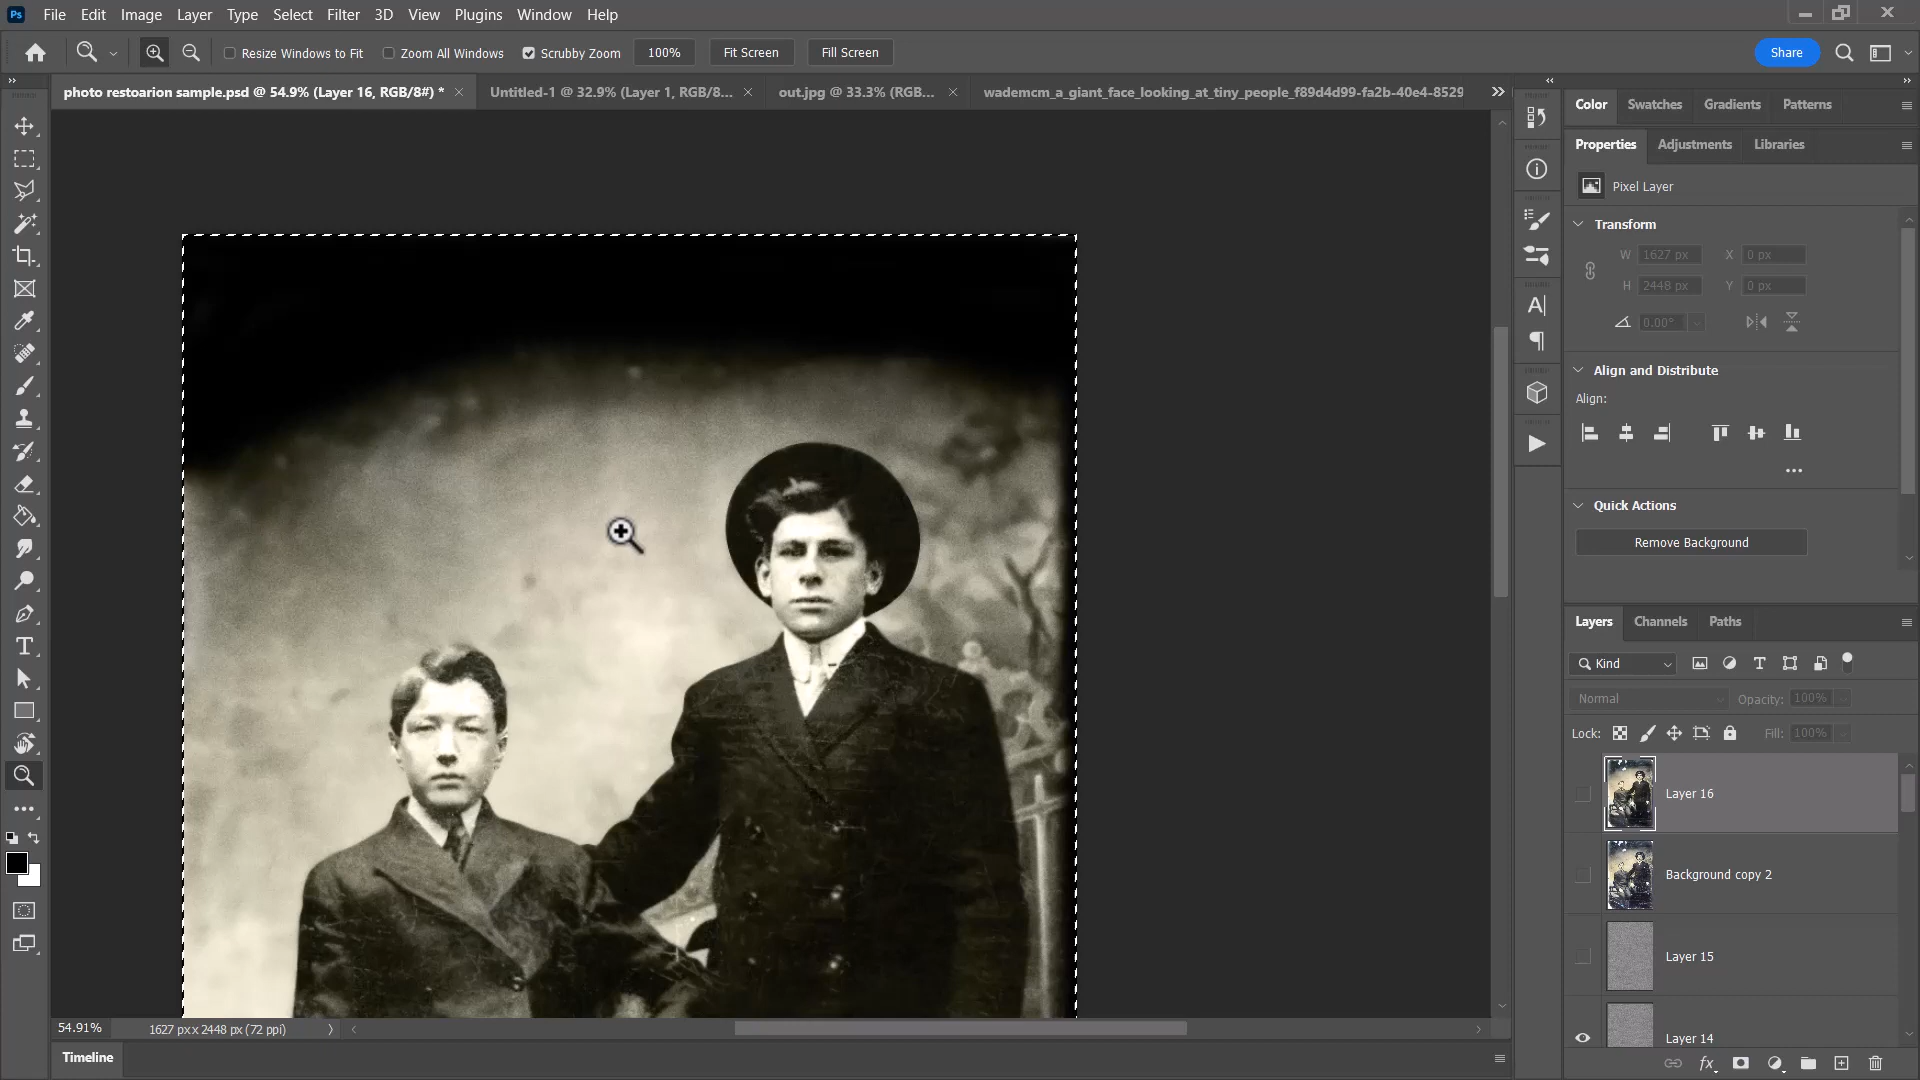 Ps File Edit Image Layer Type Select Filter 3D View Plugins Window Help
Resize Windows to Fit Zoom All Windows Scrubby Zoom 100% Fit Screen Fill Screen Share
photo restoarion sample.psd @ 54.9% (Layer 16, RGB/8#) * Untitled-1 @ 32.9% (Layer 1, RGB/8... out.jpg @ 33.3% (RGB... wademcm_a_giant_face_looking_at_tiny_people_f89d4d99-fa2b-40e4-8529
Color Swatches Gradients Patterns
Properties Adjustments Libraries
Pixel Layer
Transform
W 1627 px X 0 px
H 2448 px Y 0 px
0.00°
Align and Distribute
Align:
Quick Actions
Remove Background
Layers Channels Paths
Kind
Normal Opacity: 100%
Lock: Fill: 100%
Layer 16
Background copy 2
Layer 15
Layer 14
54.91% 1627 px x 2448 px (72 ppi)
Timeline